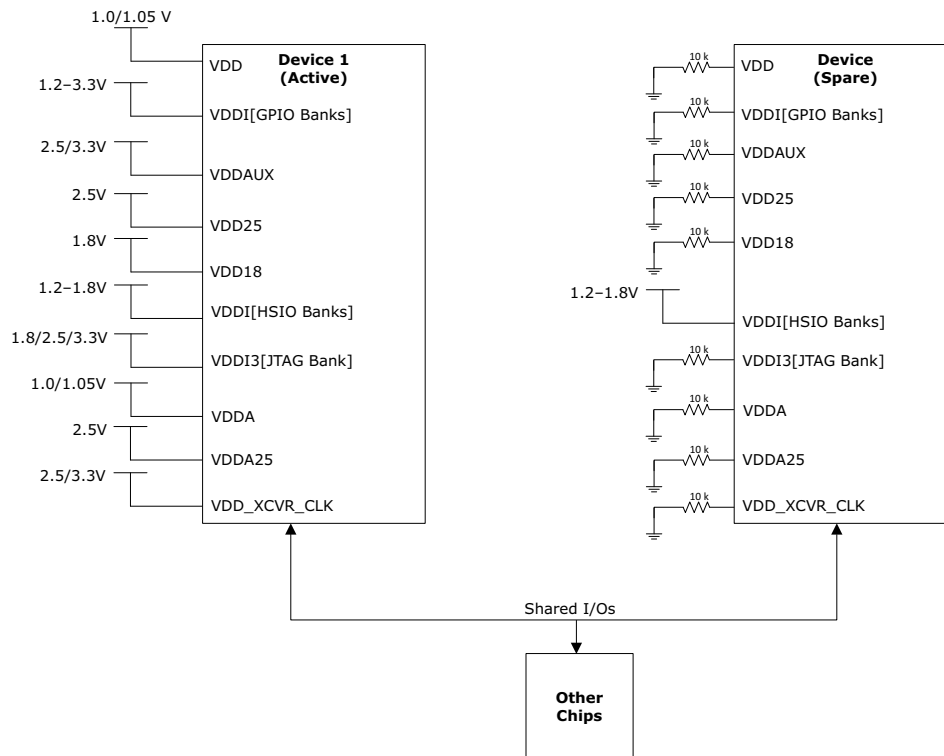 1.0/1.05 V
Device 1
(Active)
VDD
1.2–3.3V
VDDI[GPIO Banks]
2.5/3.3V
VDDAUX
2.5V
VDD25
1.8V
VDD18
1.2–1.8V
VDDI[HSIO Banks]
1.8/2.5/3.3V
VDDI3[JTAG Bank]
1.0/1.05V
VDDA
2.5V
VDDA25
2.5/3.3V
VDD_XCVR_CLK
Device
(Spare)
10 k
VDD
10 k
VDDI[GPIO Banks]
10 k
VDDAUX
10 k
VDD25
10 k
VDD18
1.2–1.8V
VDDI[HSIO Banks]
10 k
VDDI3[JTAG Bank]
10 k
VDDA
10 k
VDDA25
10 k
VDD_XCVR_CLK
Shared I/Os
Other
Chips